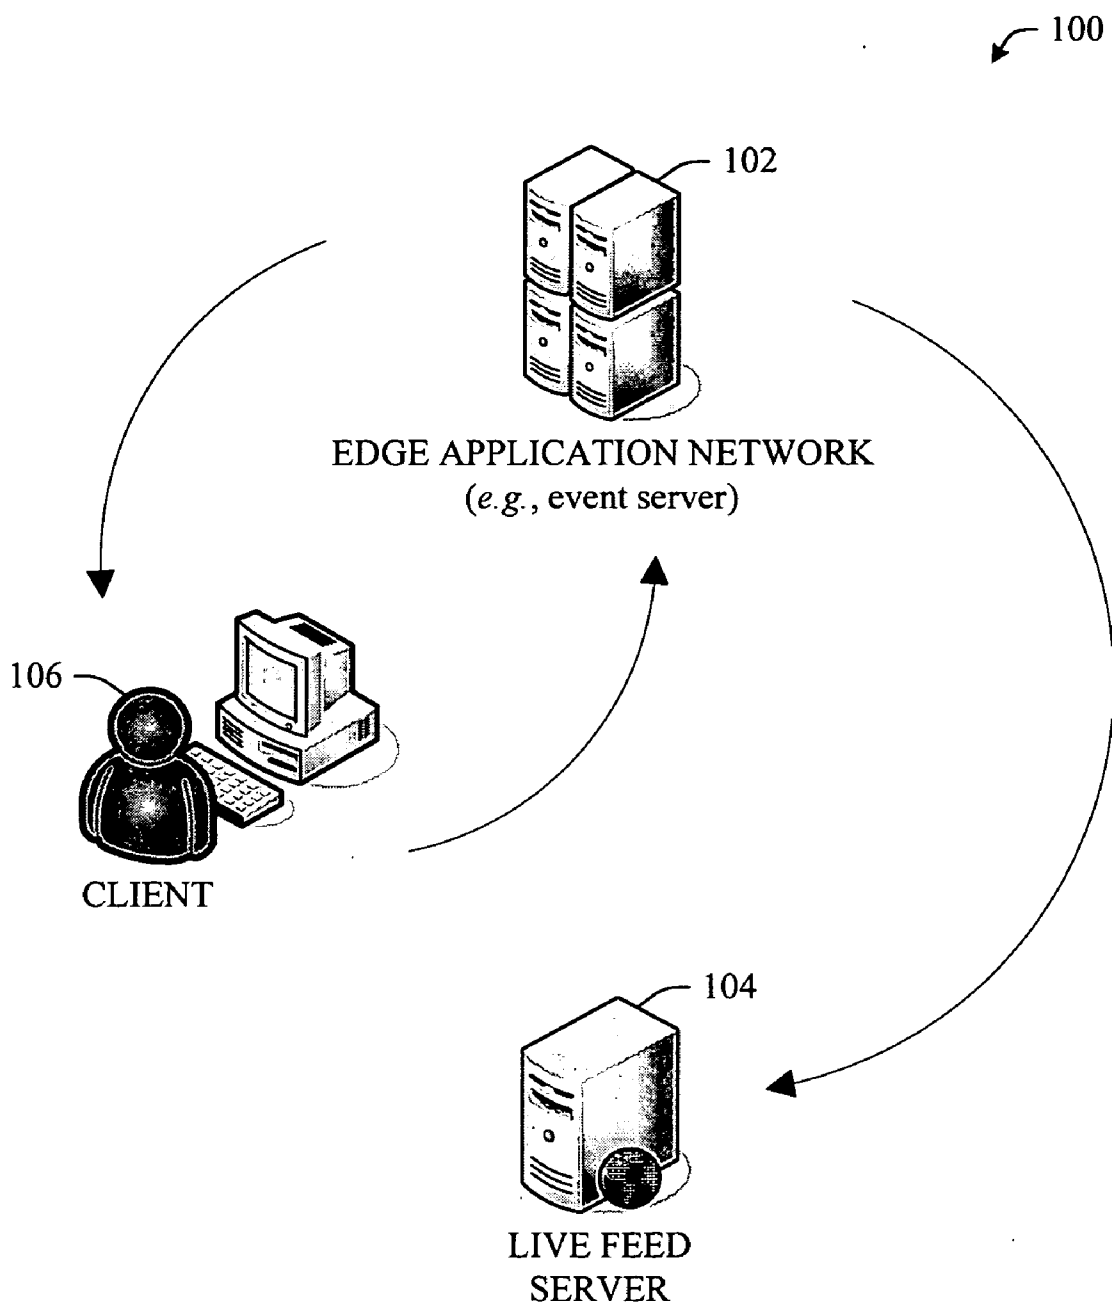 100
102
EDGE APPLICATION NETWORK
(e.g., event server)
106
CLIENT
104
LIVE FEED
SERVER